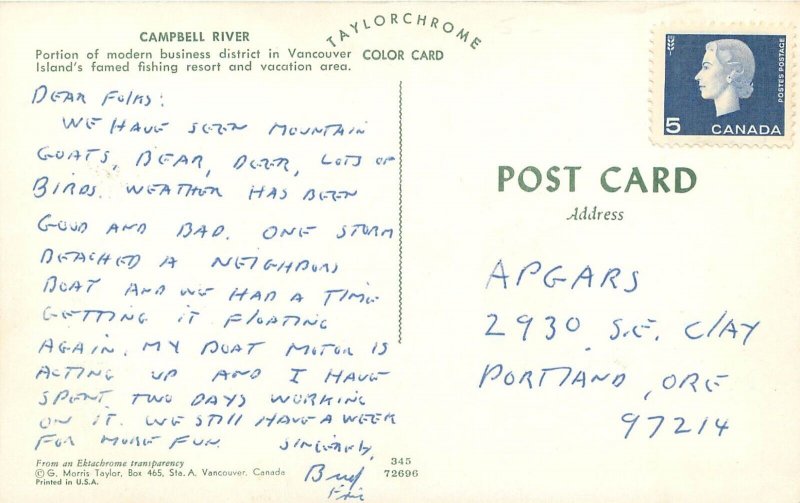 CAMPBELL RIVER
Portion of modern business district in Vancouver
Island's famed fishing resort and vacation area.
TAYLORCHROME
COLOR CARD
DEAR FOLKS:
WE HAVE SEEN MOUNTAIN
GOATS, BEAR, DEER, LOTS OF
BIRDS. WEATHER HAS BEEN
GOOD AND BAD. ONE STORM
BEACHED A NEIGHBORS
BOAT AND WE HAD A TIME
GETTING IT FLOATING
AGAIN. MY BOAT MOTOR IS
ACTING UP AND I HAVE
SPENT TWO DAYS WORKING
ON IT. WE STILL HAVE A WEEK
FOR MORE FUN.
SINCERELY,
Bud
From an Ektachrome transparency
© G. Morris Taylor, Box 465, Sta. A. Vancouver, Canada
Printed in U.S.A.
345
72696
5
CANADA
POSTES POSTAGE
POST CARD
Address
APGARS
2930 S.E. CLAY
PORTLAND, ORE
97214